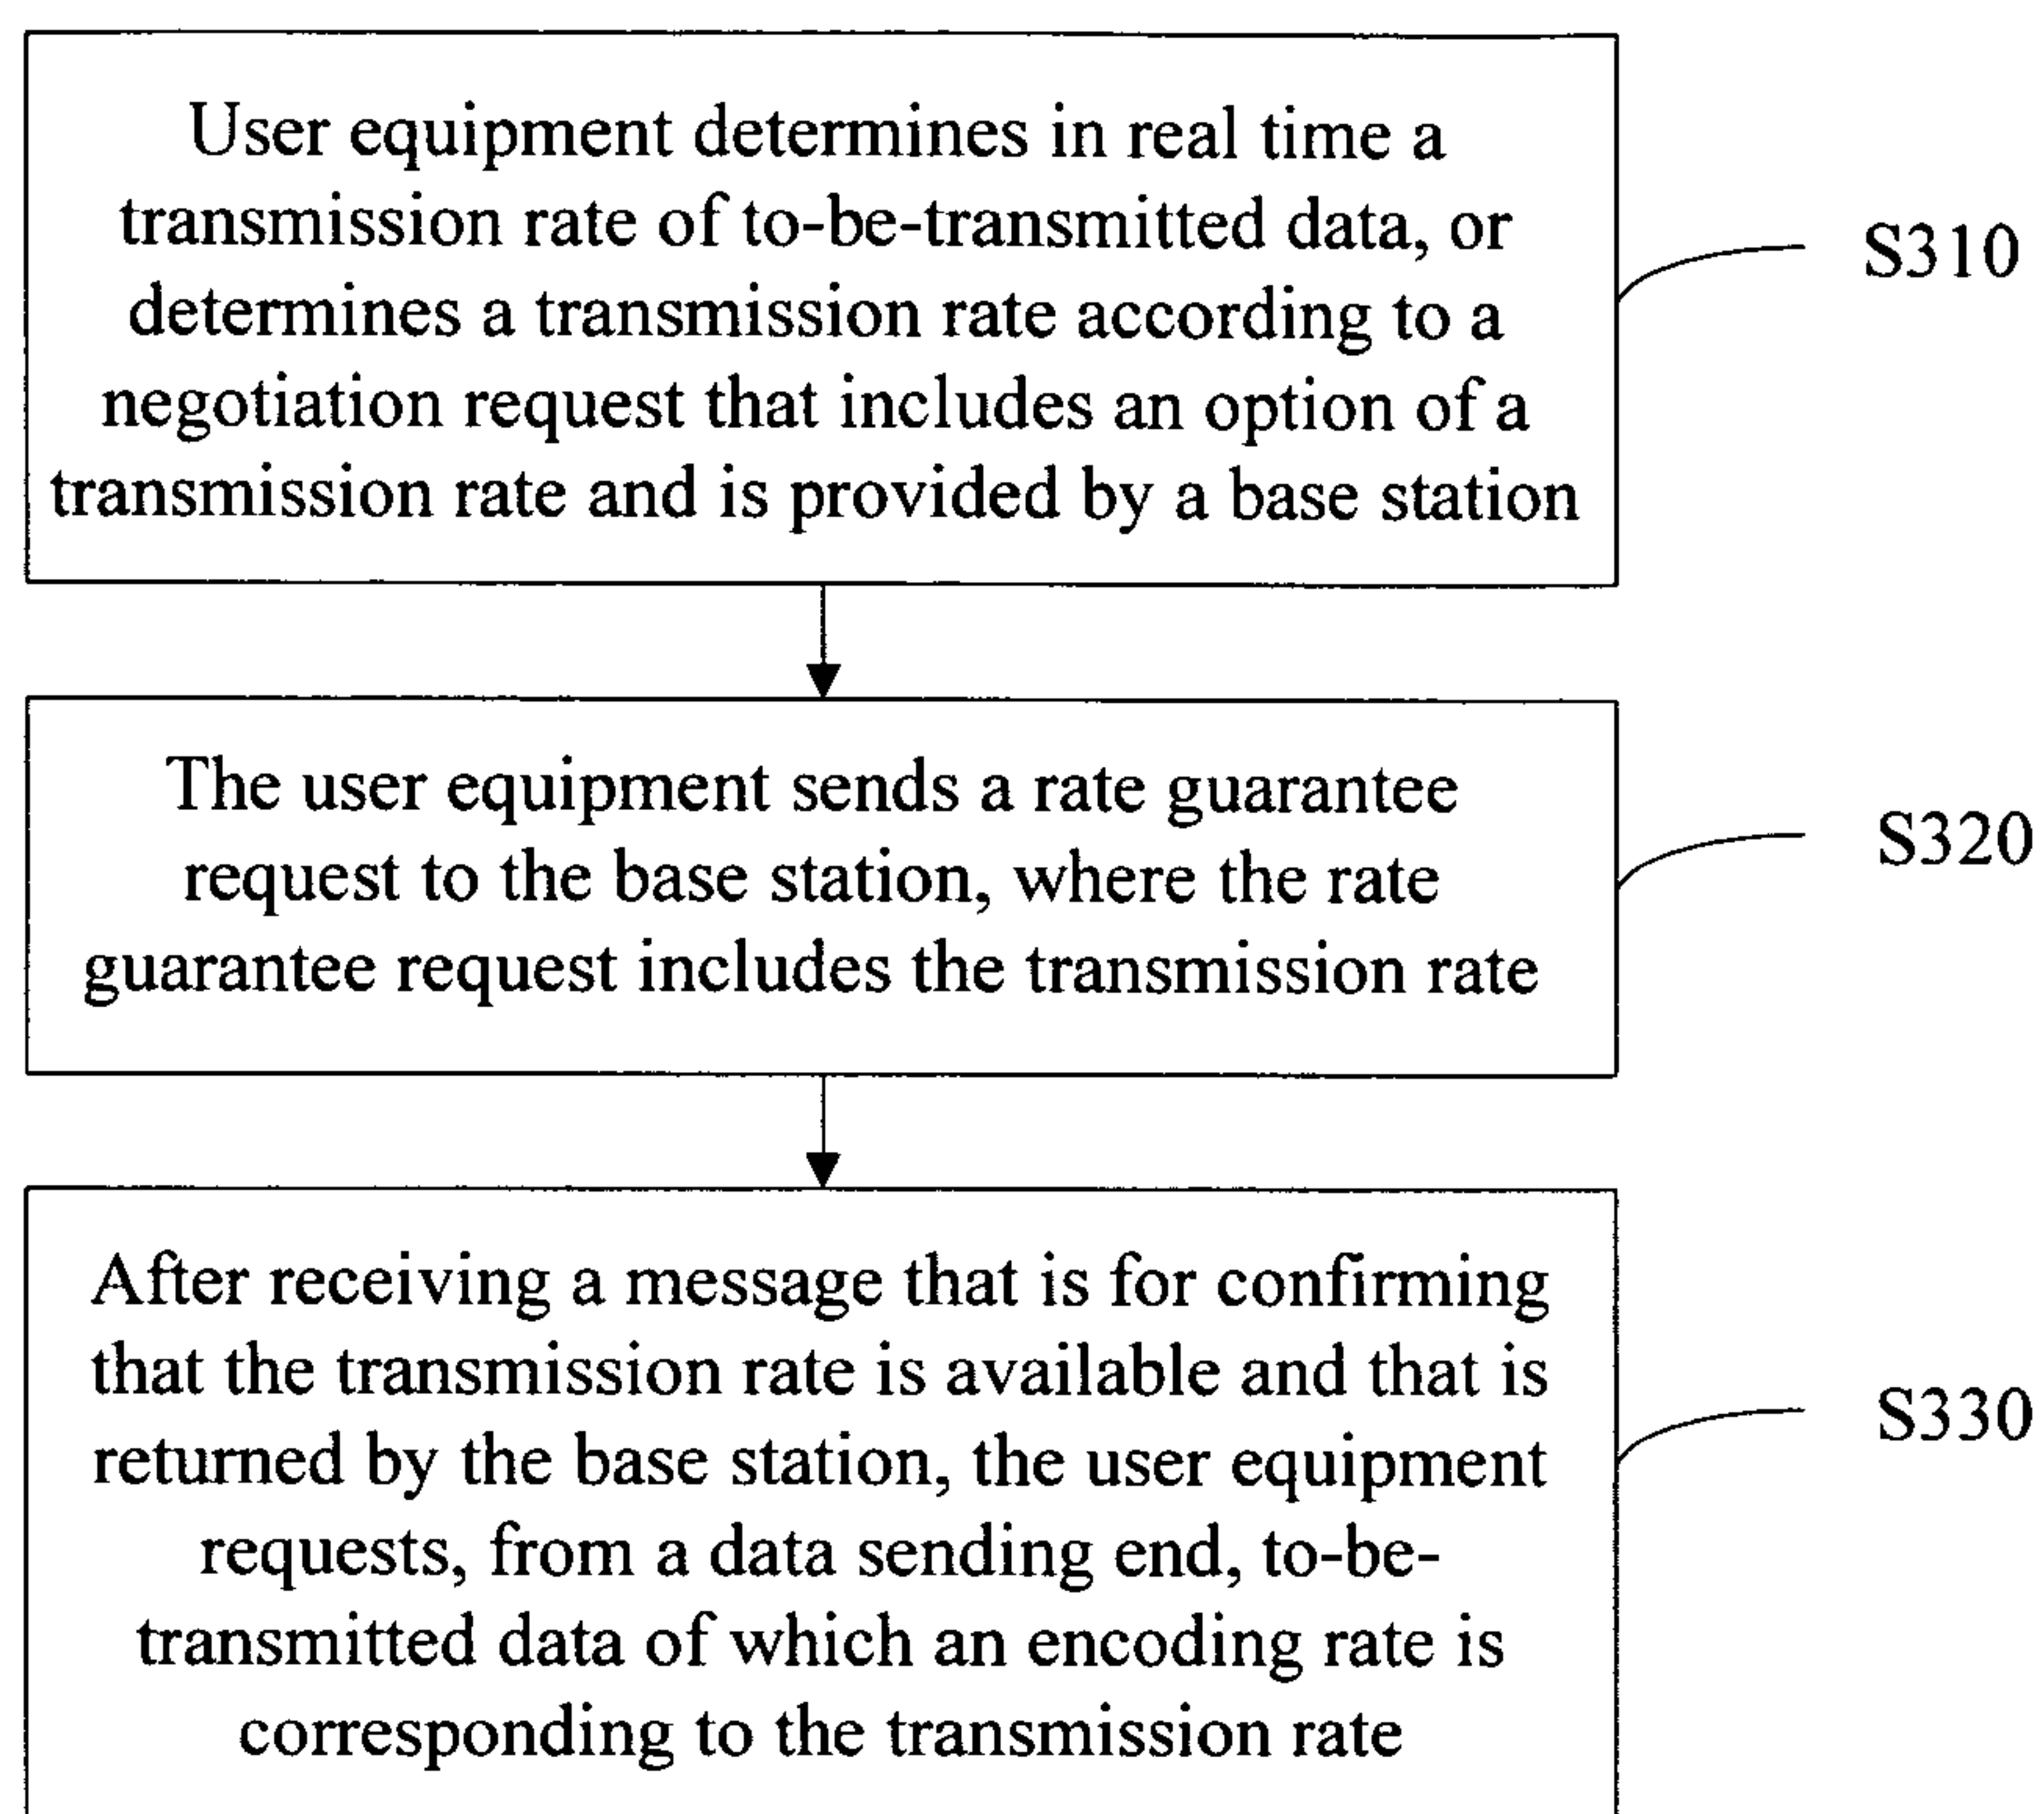 User equipment determines in real time a
transmission rate of to-be-transmitted data, or
determines a transmission rate according to a
negotiation request that includes an option of a
transmission rate and is provided by a base station
S310
The user equipment sends a rate guarantee
request to the base station, where the rate
guarantee request includes the transmission rate
S320
After receiving a message that is for confirming
that the transmission rate is available and that is
returned by the base station, the user equipment
requests, from a data sending end, to-be-
transmitted data of which an encoding rate is
corresponding to the transmission rate
S330